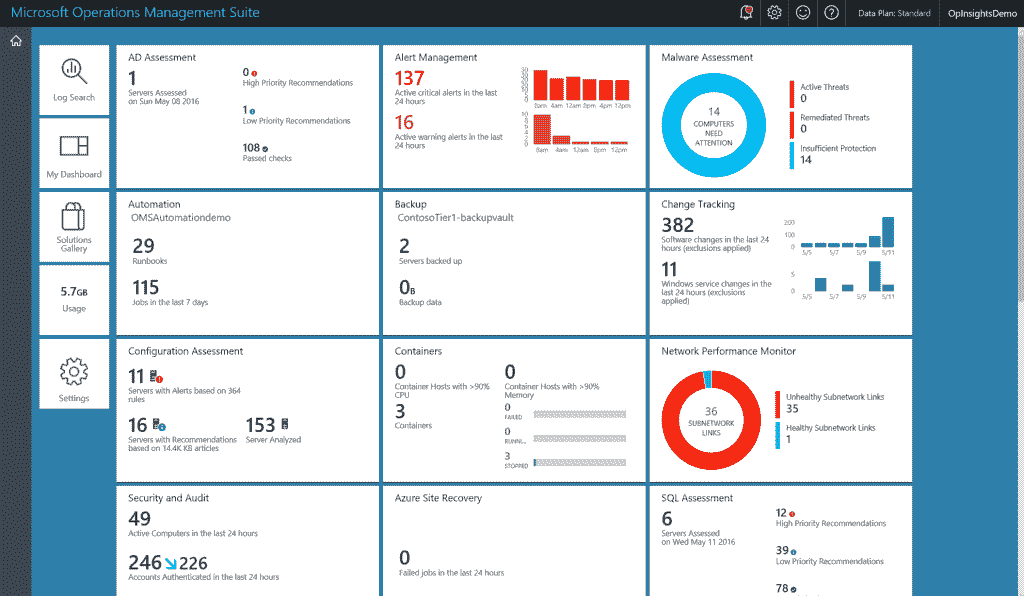 Microsoft Operations Management Suite
Data Plan: Standard
OpInsightsDemo
Log Search
My Dashboard
Solutions
Gallery
5.7GB
Usage
Settings
AD Assessment
1
Servers Assessed
on Sun May 08 2016
0
High Priority Recommendations
1
Low Priority Recommendations
108
Passed checks
Alert Management
137
Active critical alerts in the last
24 hours
16
Active warning alerts in the last
24 hours
8am 4am 12am 8pm 4pm 12pm
10
8
6
4
2
0
8am 4am 12am 8pm 12pm
Malware Assessment
14
COMPUTERS
NEED
ATTENTION
Active Threats
0
Remediated Threats
0
Insufficient Protection
14
Automation
OMSAutomationdemo
29
Runbooks
115
Jobs in the last 7 days
Backup
ContosoTier1-backupvault
2
Servers backed up
0B
Backup data
Change Tracking
382
Software changes in the last 24
hours (exclusions applied)
11
Windows service changes in the
last 24 hours (exclusions
applied)
200
100
0
5/5 5/7 5/9 5/11
5
0
5/5 5/7 5/9 5/11
Configuration Assessment
11
Servers with Alerts based on 364
rules
16
Servers with Recommendations
based on 14.4K KB articles
153
Server Analyzed
Containers
0
Container Hosts with >90%
CPU
3
Containers
0
Container Hosts with >90%
Memory
0
FAILED
0
RUNNI...
3
STOPPED
Network Performance Monitor
36
SUBNETWORK
LINKS
Unhealthy Subnetwork Links
35
Healthy Subnetwork Links
1
Security and Audit
49
Active Computers in the last 24 hours
246 226
Accounts Authenticated in the last 24 hours
Azure Site Recovery
0
Failed jobs in the last 24 hours
SQL Assessment
6
Servers Assessed
on Wed May 11 2016
12
High Priority Recommendations
39
Low Priority Recommendations
78